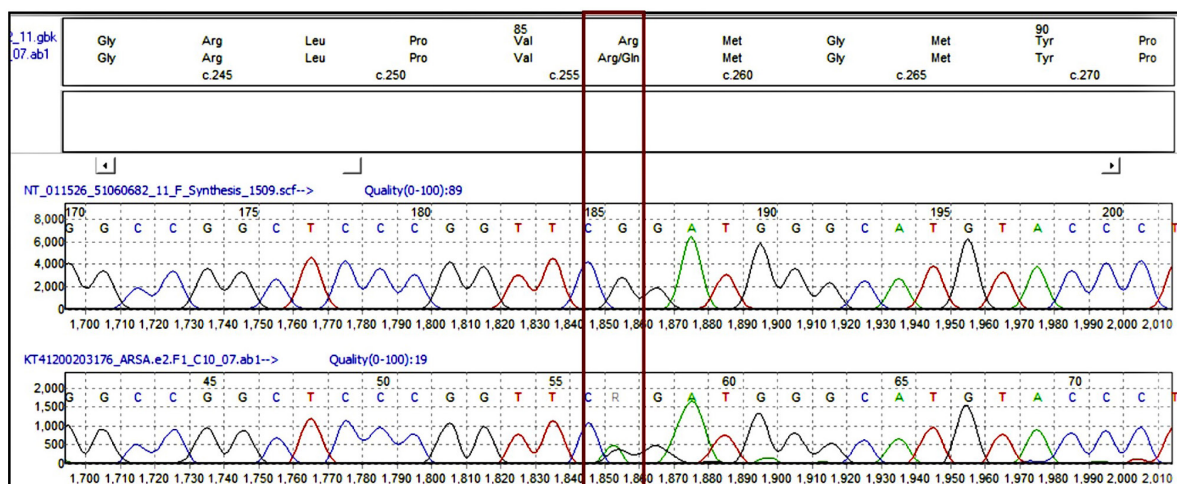 85 90
2_11.gbk Gly Arg Leu Pro Val Arg Met Gly Met Tyr Pro
_07.ab1 Gly Arg Leu Pro Val Arg/Gln Met Gly Met Tyr Pro
c.245 c.250 c.255 c.260 c.265 c.270
NT_011526_51060682_11_F_Synthesis_1509.scf--> Quality(0-100):89
170 175 180 185 190 195 200
8,000 G G C C G G C T C C C G G T T C G G A T G G G C A T G T A C C C T
6,000
4,000
2,000
0
1,700 1,710 1,720 1,730 1,740 1,750 1,760 1,770 1,780 1,790 1,800 1,810 1,820 1,830 1,840 1,850 1,860 1,870 1,880 1,890 1,900 1,910 1,920 1,930 1,940 1,950 1,960 1,970 1,980 1,990 2,000 2,010
KT41200203176_ARSA.e2.F1_C10_07.ab1--> Quality(0-100):19
45 50 55 60 65 70
2,000 G G C C G G C T C C C G G T T C R G A T G G G C A T G T A C C C T
1,500
1,000
500
0
1,700 1,710 1,720 1,730 1,740 1,750 1,760 1,770 1,780 1,790 1,800 1,810 1,820 1,830 1,840 1,850 1,860 1,870 1,880 1,890 1,900 1,910 1,920 1,930 1,940 1,950 1,960 1,970 1,980 1,990 2,000 2,010